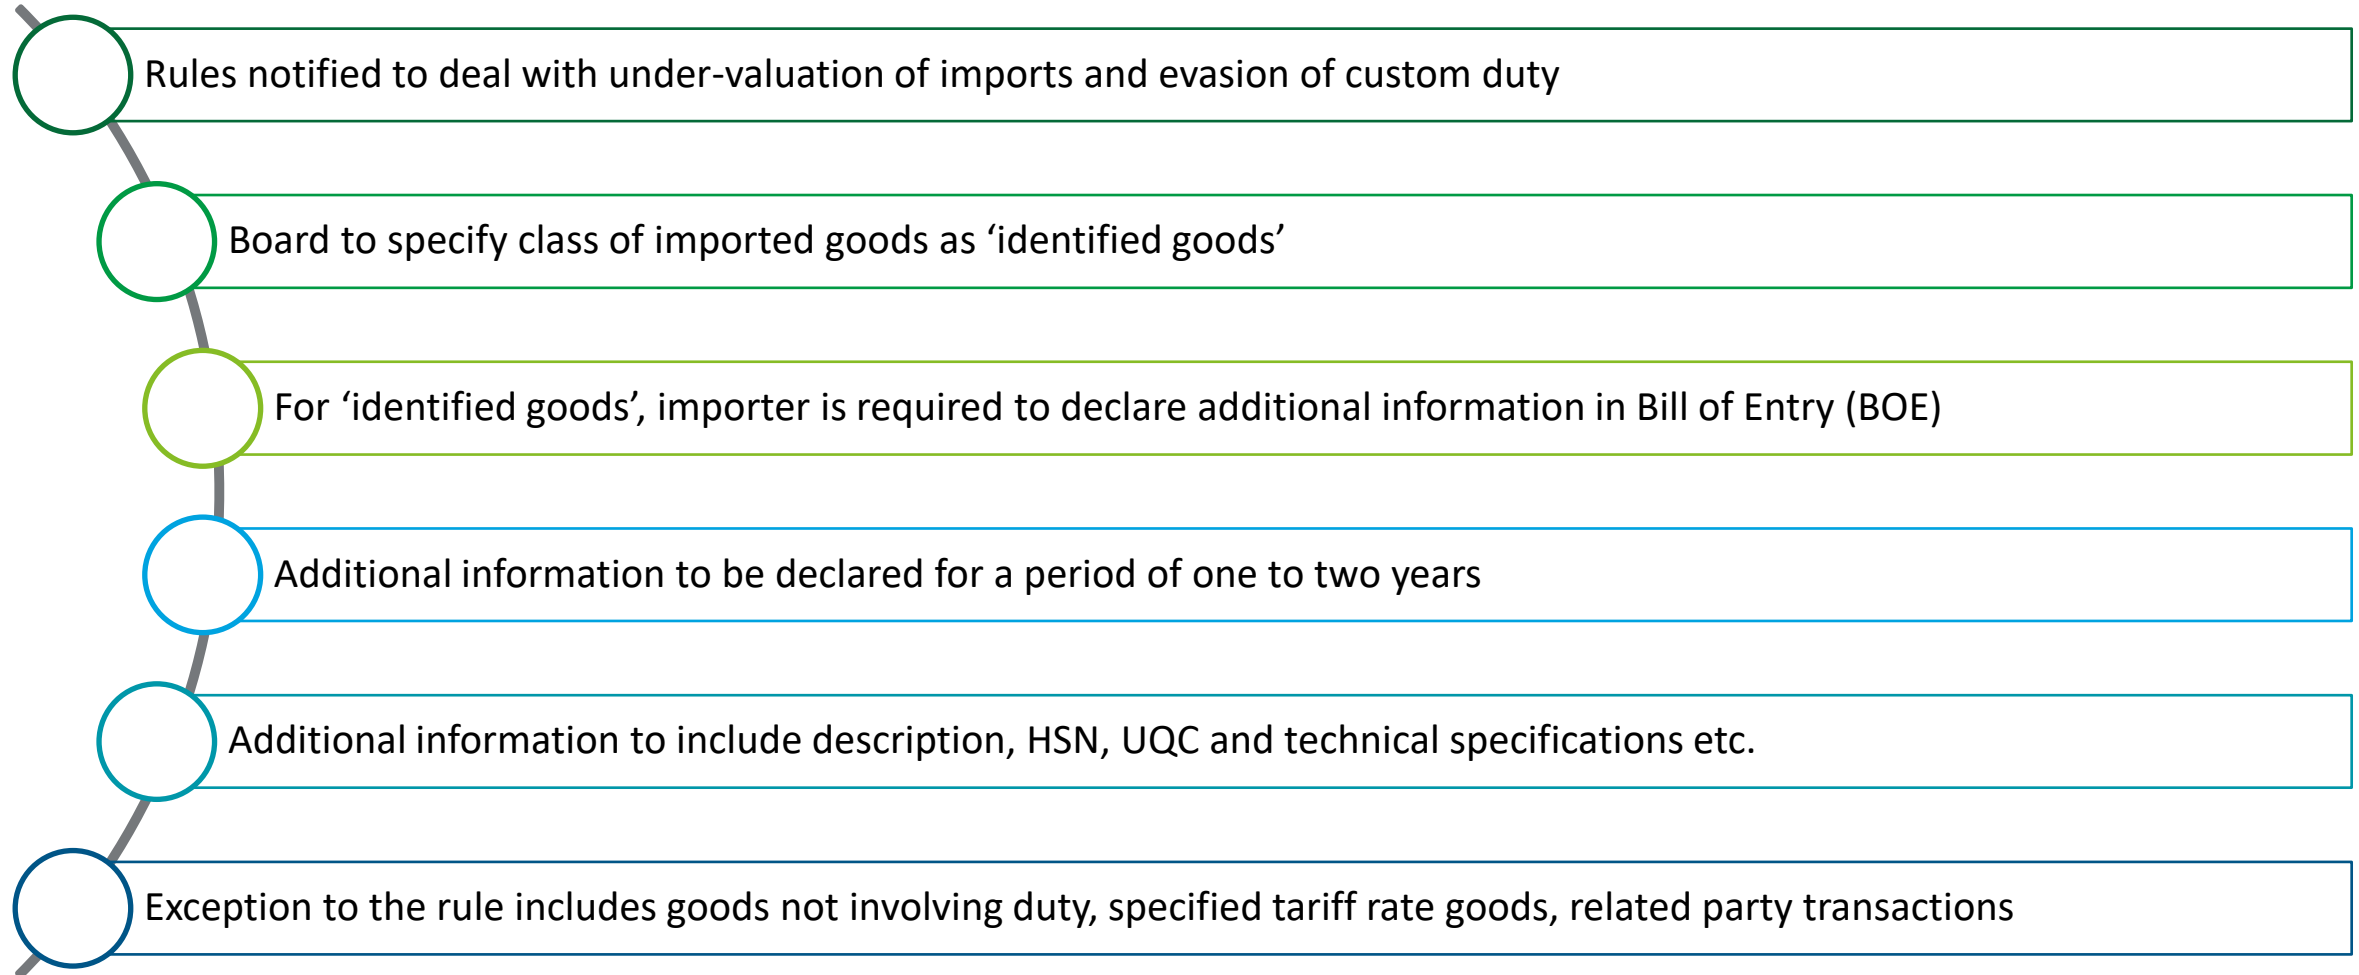 Rules notified to deal with under-valuation of imports and evasion of custom duty
Board to specify class of imported goods as ‘identified goods’
For ‘identified goods’, importer is required to declare additional information in Bill of Entry (BOE)
Additional information to be declared for a period of one to two years
Additional information to include description, HSN, UQC and technical specifications etc.
Exception to the rule includes goods not involving duty, specified tariff rate goods, related party transactions